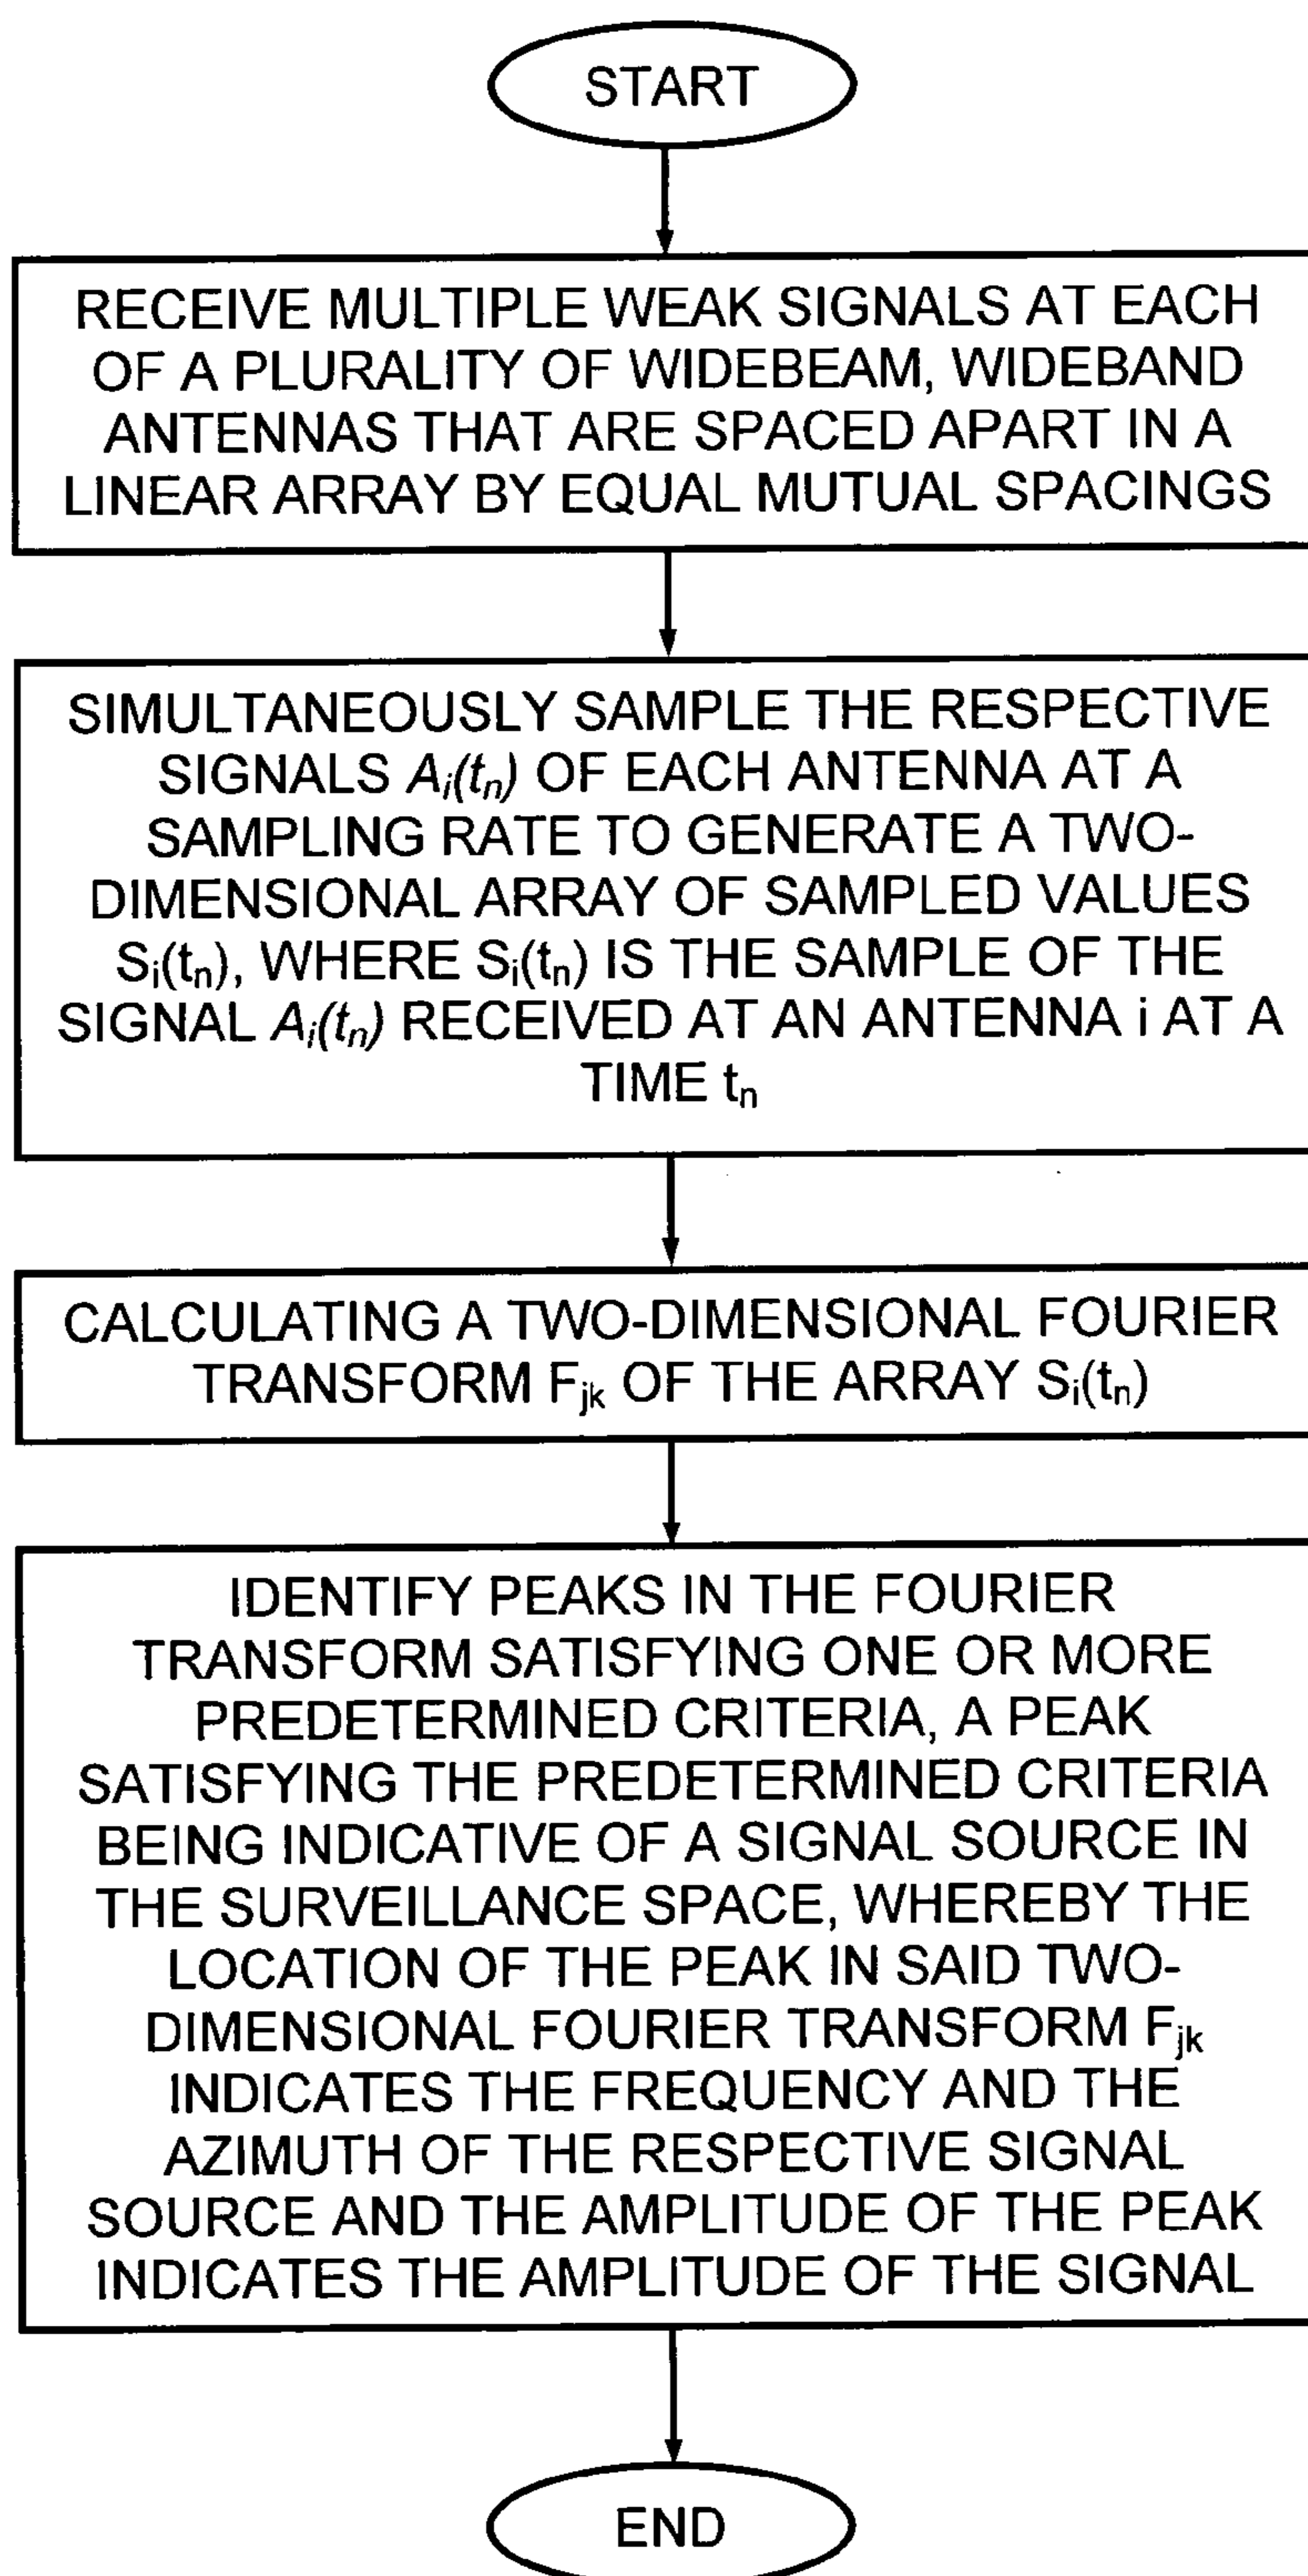 START
RECEIVE MULTIPLE WEAK SIGNALS AT EACH
OF A PLURALITY OF WIDEBEAM, WIDEBAND
ANTENNAS THAT ARE SPACED APART IN A
LINEAR ARRAY BY EQUAL MUTUAL SPACINGS
SIMULTANEOUSLY SAMPLE THE RESPECTIVE
SIGNALS Aᵢ(tₙ) OF EACH ANTENNA AT A
SAMPLING RATE TO GENERATE A TWO-
DIMENSIONAL ARRAY OF SAMPLED VALUES
Sᵢ(tₙ), WHERE Sᵢ(tₙ) IS THE SAMPLE OF THE
SIGNAL Aᵢ(tₙ) RECEIVED AT AN ANTENNA i AT A
TIME tₙ
CALCULATING A TWO-DIMENSIONAL FOURIER
TRANSFORM Fⱼₖ OF THE ARRAY Sᵢ(tₙ)
IDENTIFY PEAKS IN THE FOURIER
TRANSFORM SATISFYING ONE OR MORE
PREDETERMINED CRITERIA, A PEAK
SATISFYING THE PREDETERMINED CRITERIA
BEING INDICATIVE OF A SIGNAL SOURCE IN
THE SURVEILLANCE SPACE, WHEREBY THE
LOCATION OF THE PEAK IN SAID TWO-
DIMENSIONAL FOURIER TRANSFORM Fⱼₖ
INDICATES THE FREQUENCY AND THE
AZIMUTH OF THE RESPECTIVE SIGNAL
SOURCE AND THE AMPLITUDE OF THE PEAK
INDICATES THE AMPLITUDE OF THE SIGNAL
END